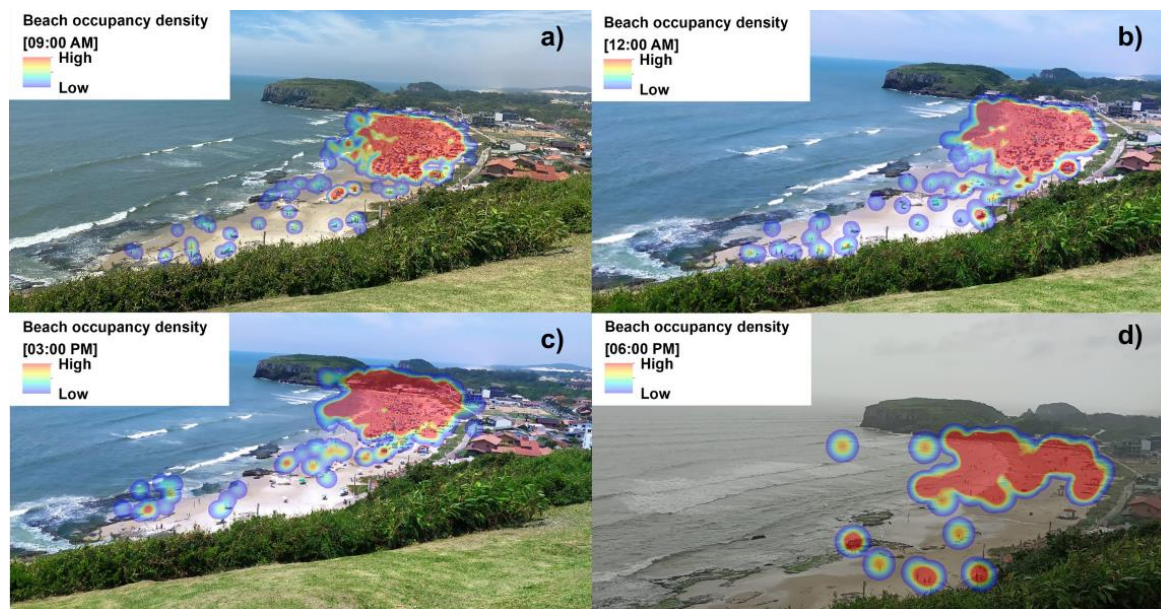 Beach occupancy density
[09:00 AM]
High
Low
a)
Beach occupancy density
[12:00 AM]
High
Low
b)
Beach occupancy density
[03:00 PM]
High
Low
c)
Beach occupancy density
[06:00 PM]
High
Low
d)